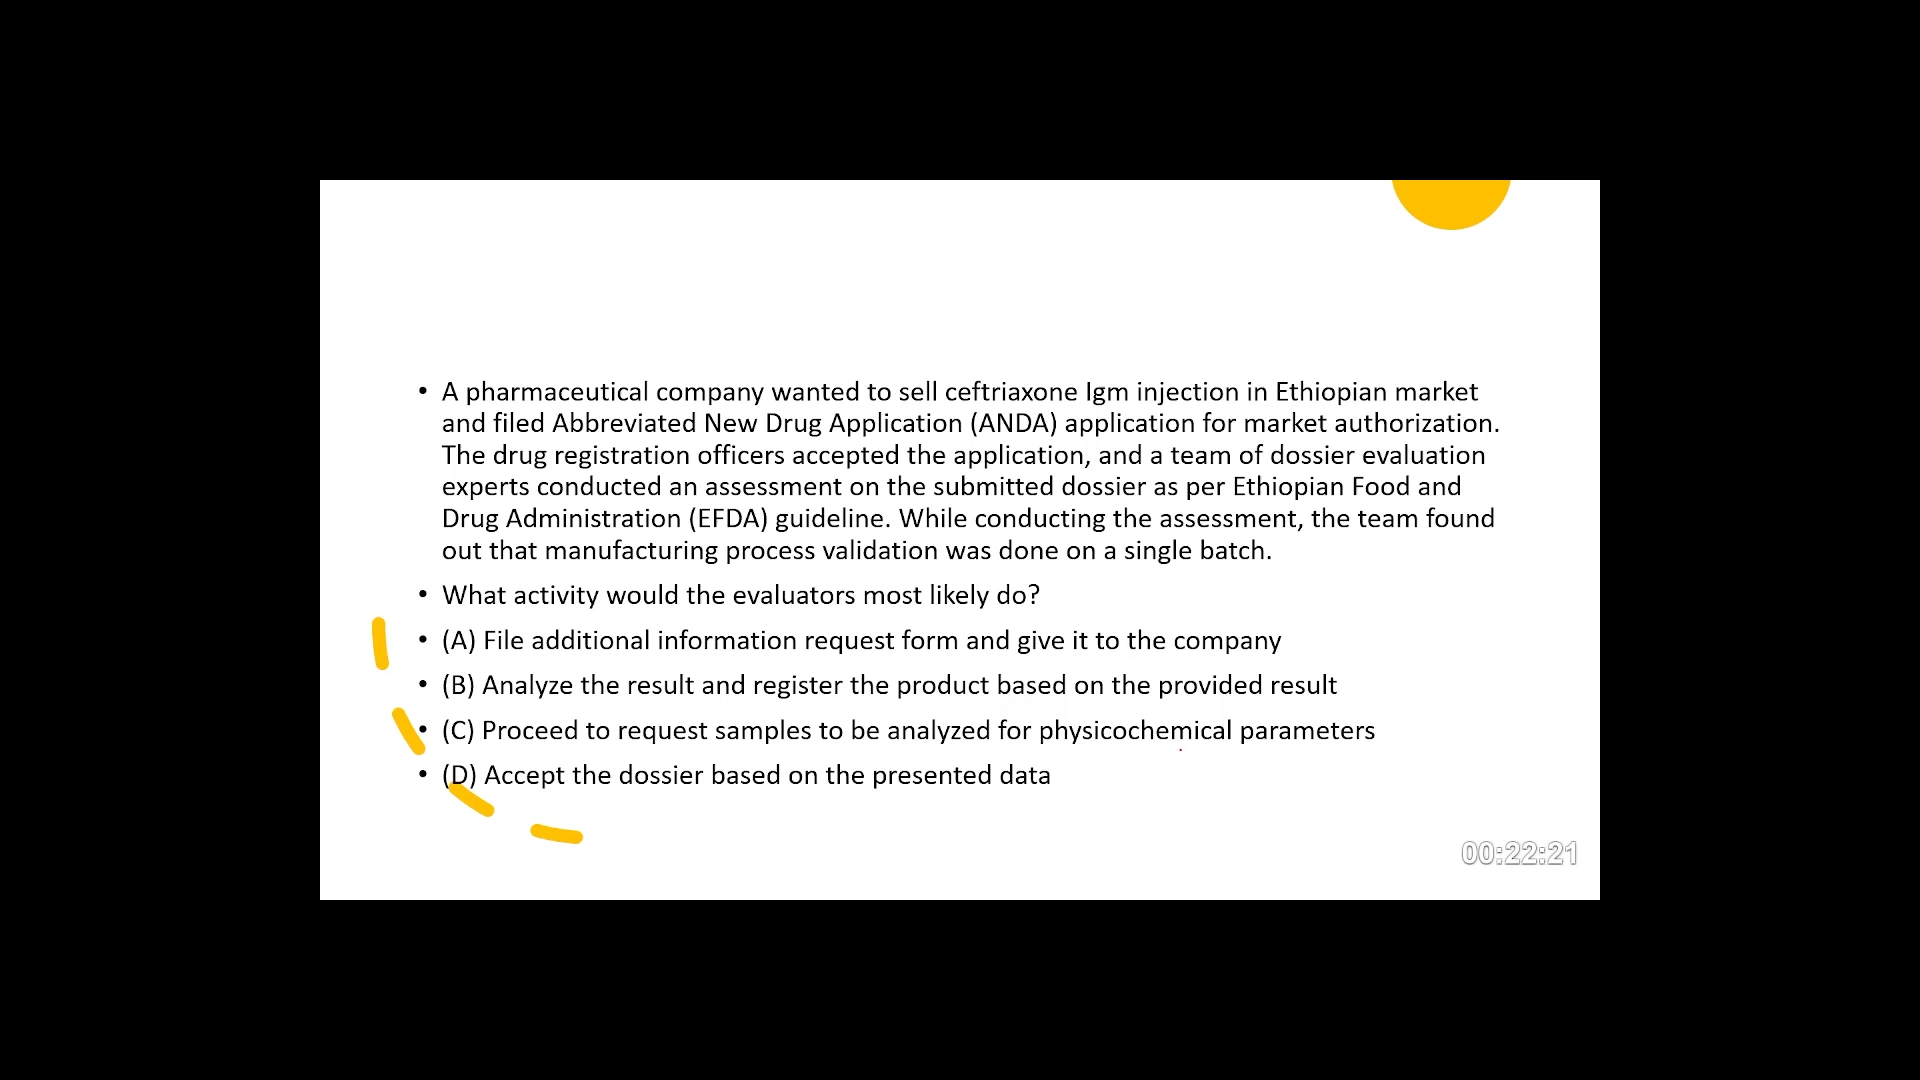 • A pharmaceutical company wanted to sell ceftriaxone Igm injection in Ethiopian market
and filed Abbreviated New Drug Application (ANDA) application for market authorization.
The drug registration officers accepted the application, and a team of dossier evaluation
experts conducted an assessment on the submitted dossier as per Ethiopian Food and
Drug Administration (EFDA) guideline. While conducting the assessment, the team found
out that manufacturing process validation was done on a single batch.
• What activity would the evaluators most likely do?
• (A) File additional information request form and give it to the company
• (B) Analyze the result and register the product based on the provided result
• (C) Proceed to request samples to be analyzed for physicochemical parameters
• (D) Accept the dossier based on the presented data
00:22:21